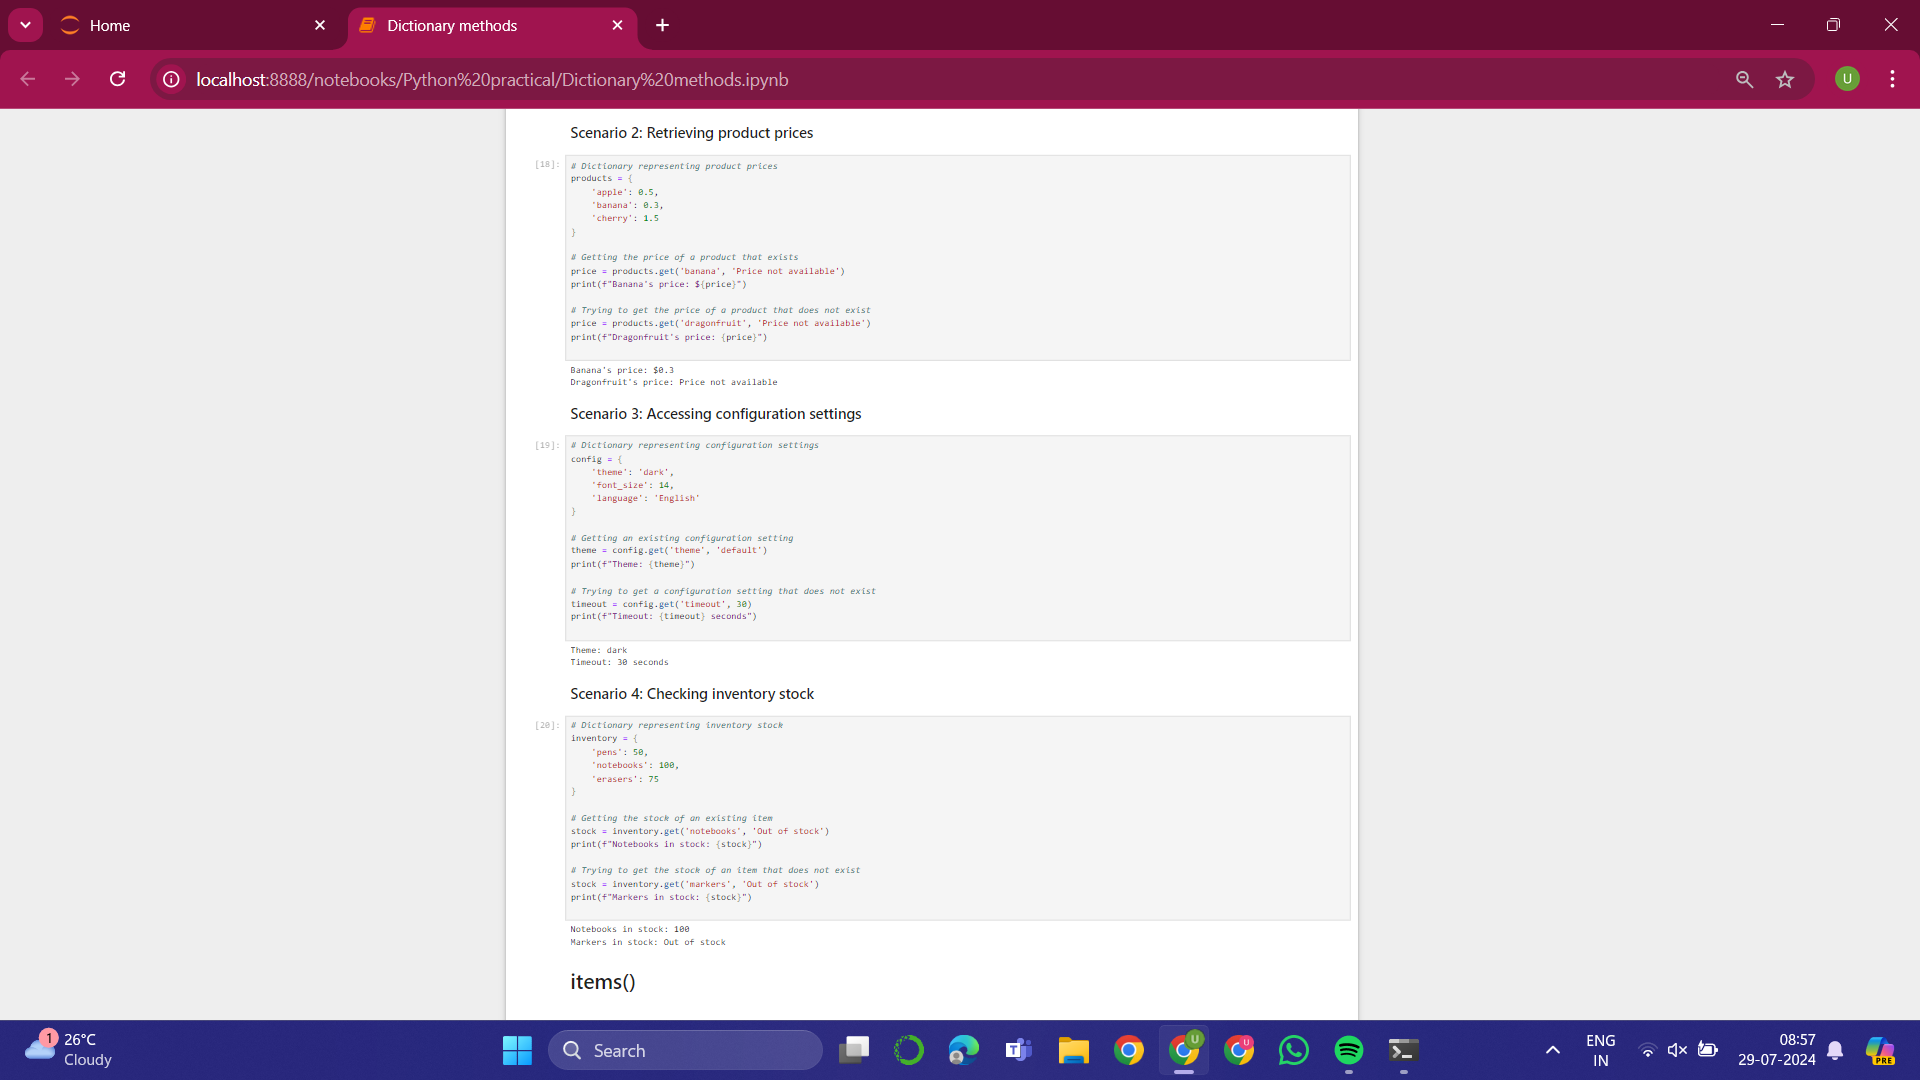 Home
Dictionary methods
localhost:8888/notebooks/Python%20practical/Dictionary%20methods.ipynb
U
Scenario 2: Retrieving product prices
[18]:
# Dictionary representing product prices
products = {
    'apple': 0.5,
    'banana': 0.3,
    'cherry': 1.5
}
# Getting the price of a product that exists
price = products.get('banana', 'Price not available')
print(f"Banana's price: ${price}")
# Trying to get the price of a product that does not exist
price = products.get('dragonfruit', 'Price not available')
print(f"Dragonfruit's price: {price}")
Banana's price: $0.3
Dragonfruit's price: Price not available
Scenario 3: Accessing configuration settings
[19]:
# Dictionary representing configuration settings
config = {
    'theme': 'dark',
    'font_size': 14,
    'language': 'English'
}
# Getting an existing configuration setting
theme = config.get('theme', 'default')
print(f"Theme: {theme}")
# Trying to get a configuration setting that does not exist
timeout = config.get('timeout', 30)
print(f"Timeout: {timeout} seconds")
Theme: dark
Timeout: 30 seconds
Scenario 4: Checking inventory stock
[20]:
# Dictionary representing inventory stock
inventory = {
    'pens': 50,
    'notebooks': 100,
    'erasers': 75
}
# Getting the stock of an existing item
stock = inventory.get('notebooks', 'Out of stock')
print(f"Notebooks in stock: {stock}")
# Trying to get the stock of an item that does not exist
stock = inventory.get('markers', 'Out of stock')
print(f"Markers in stock: {stock}")
Notebooks in stock: 100
Markers in stock: Out of stock
items()
1
26°C
Cloudy
Search
T
U
U
ENG
IN
08:57
29-07-2024
PRE